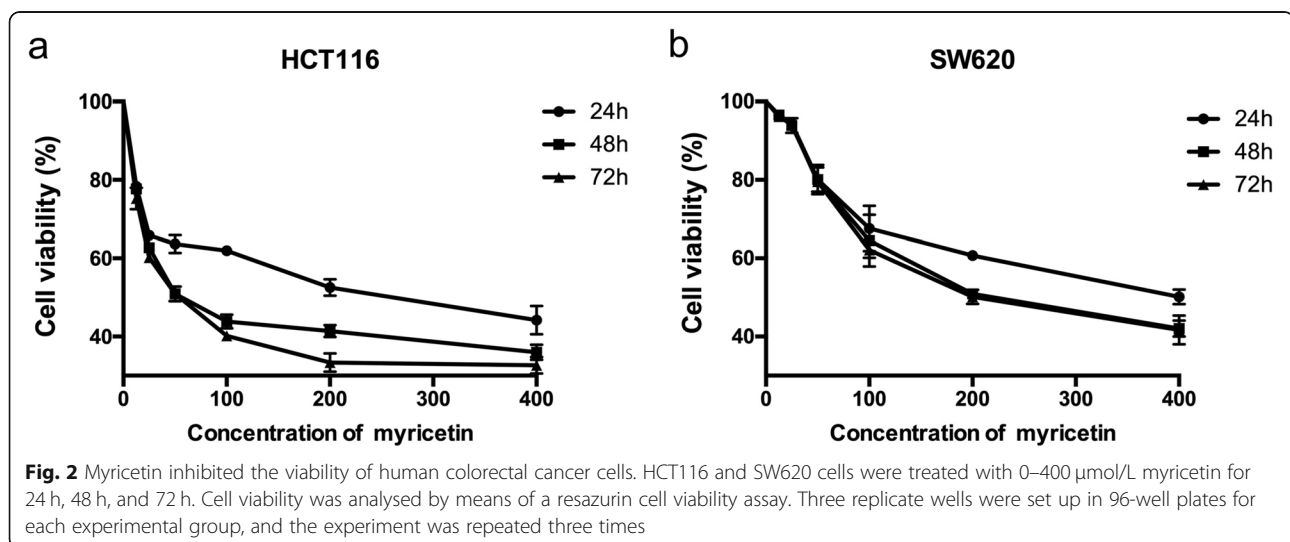 a
HCT116
Cell viability (%)
100
80
60
40
0
100
200
300
400
Concentration of myricetin
24h
48h
72h
b
SW620
Cell viability (%)
100
80
60
40
0
100
200
300
400
Concentration of myricetin
24h
48h
72h
Fig. 2 Myricetin inhibited the viability of human colorectal cancer cells. HCT116 and SW620 cells were treated with 0–400 μmol/L myricetin for
24 h, 48 h, and 72 h. Cell viability was analysed by means of a resazurin cell viability assay. Three replicate wells were set up in 96-well plates for
each experimental group, and the experiment was repeated three times